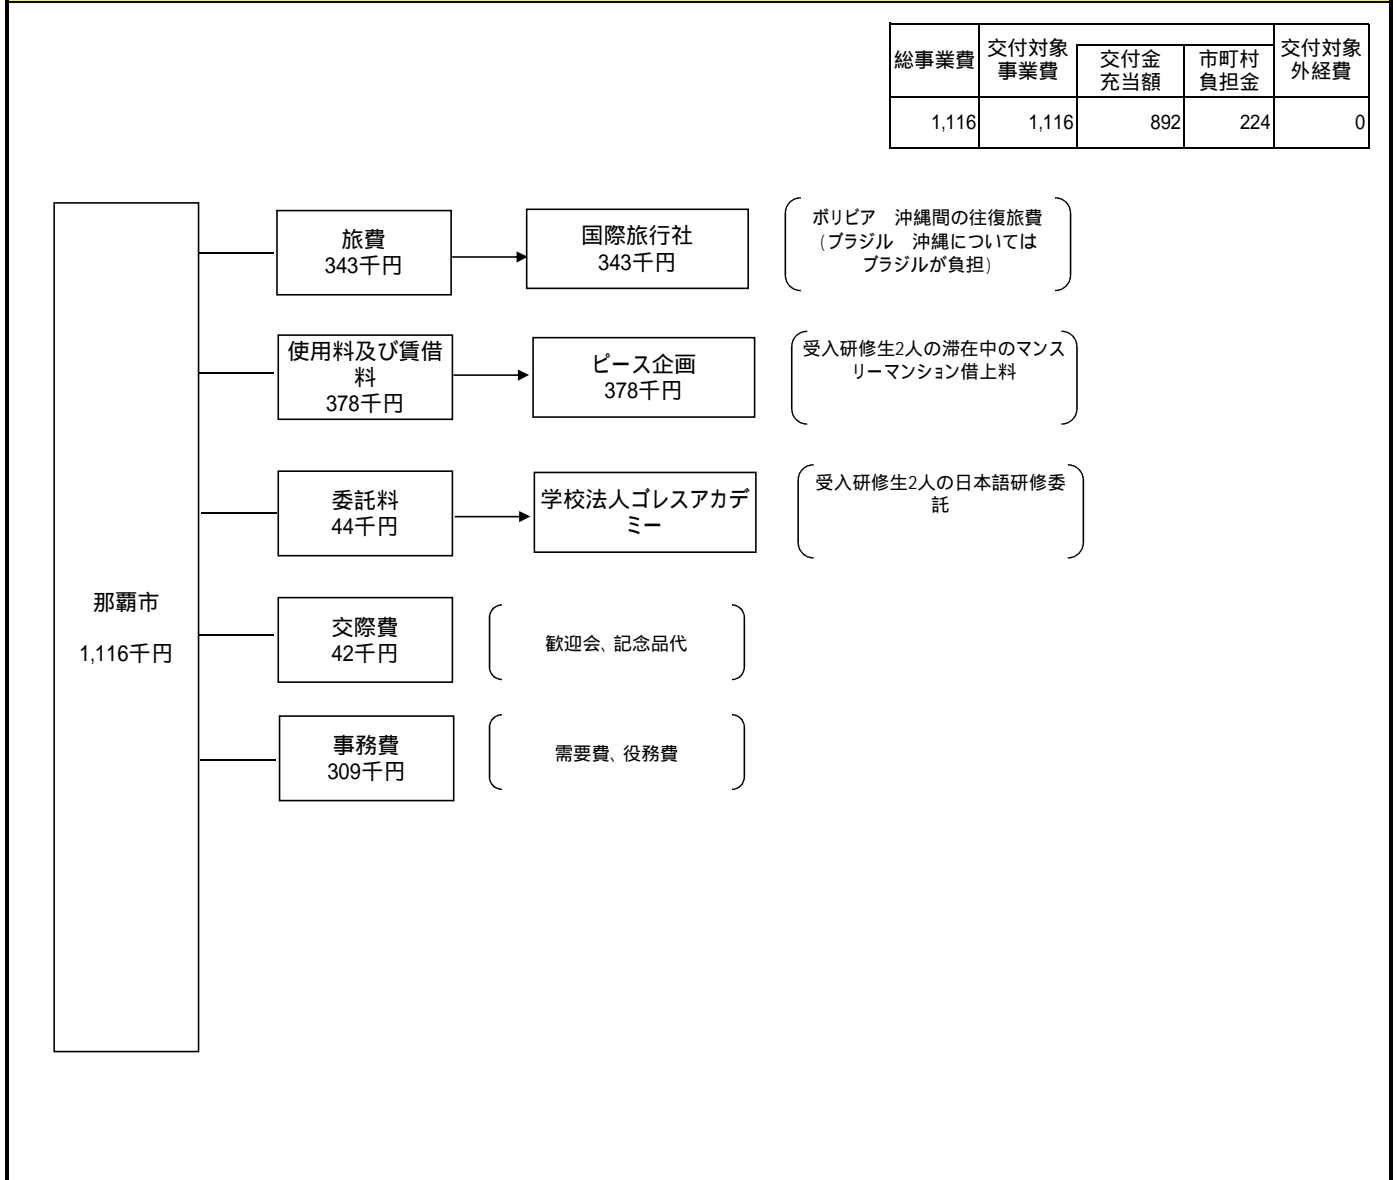 総事業費
交付対象
事業費
交付金
充当額
市町村
負担金
交付対象
外経費
1,116
1,116
892
224
0
那覇市
1,116千円
旅費
343千円
国際旅行社
343千円
ボリビア　沖縄間の往復旅費
(ブラジル　沖縄については
ブラジルが負担)
使用料及び賃借
料
378千円
ピース企画
378千円
受入研修生2人の滞在中のマンス
リーマンション借上料
委託料
44千円
学校法人ゴレスアカデ
ミー
受入研修生2人の日本語研修委
託
交際費
42千円
歓迎会、記念品代
事務費
309千円
需要費、役務費